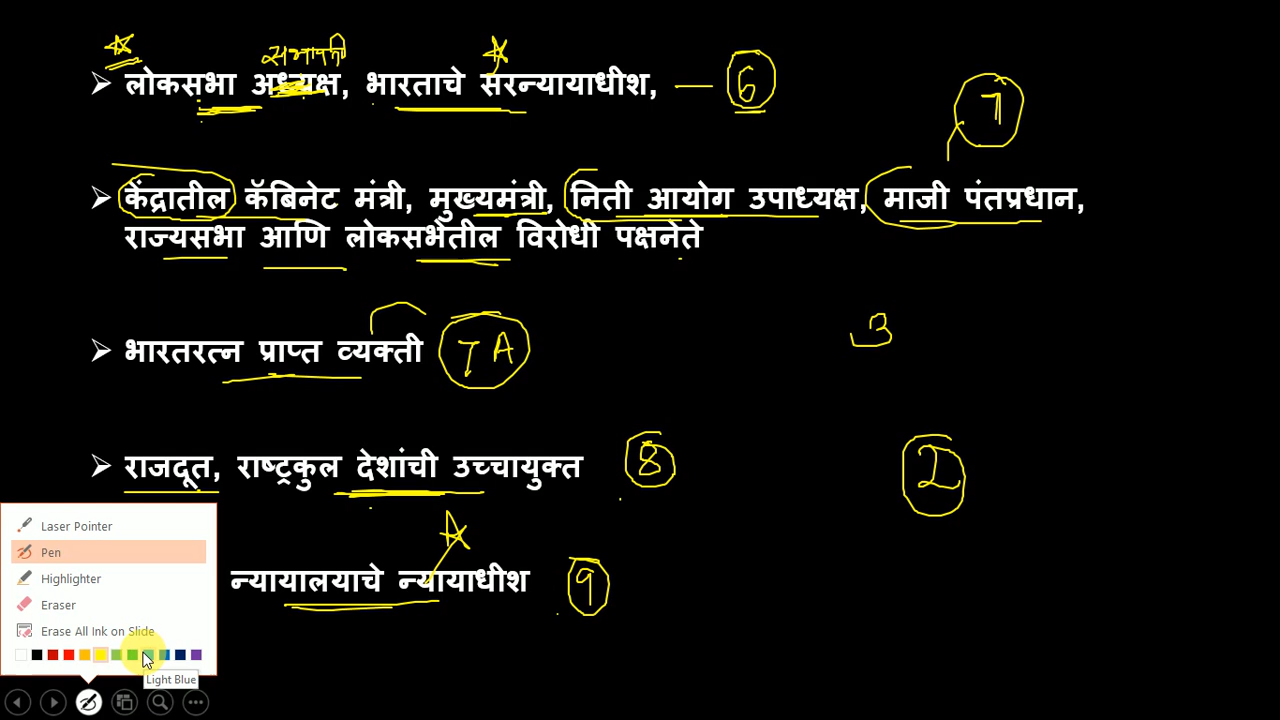 सभापती
लोकसभा अध्यक्ष, भारताचे सरन्यायाधीश, — 6
7
केंद्रातील कॅबिनेट मंत्री, मुख्यमंत्री, निती आयोग उपाध्यक्ष, माजी पंतप्रधान,
राज्यसभा आणि लोकसभेतील विरोधी पक्षनेते
3
भारतरत्न प्राप्त व्यक्ती 7A
राजदूत, राष्ट्रकुल देशांची उच्चायुक्त 8 2
न्यायालयाचे न्यायाधीश 9
Laser Pointer
Pen
Highlighter
Eraser
Erase All Ink on Slide
Light Blue